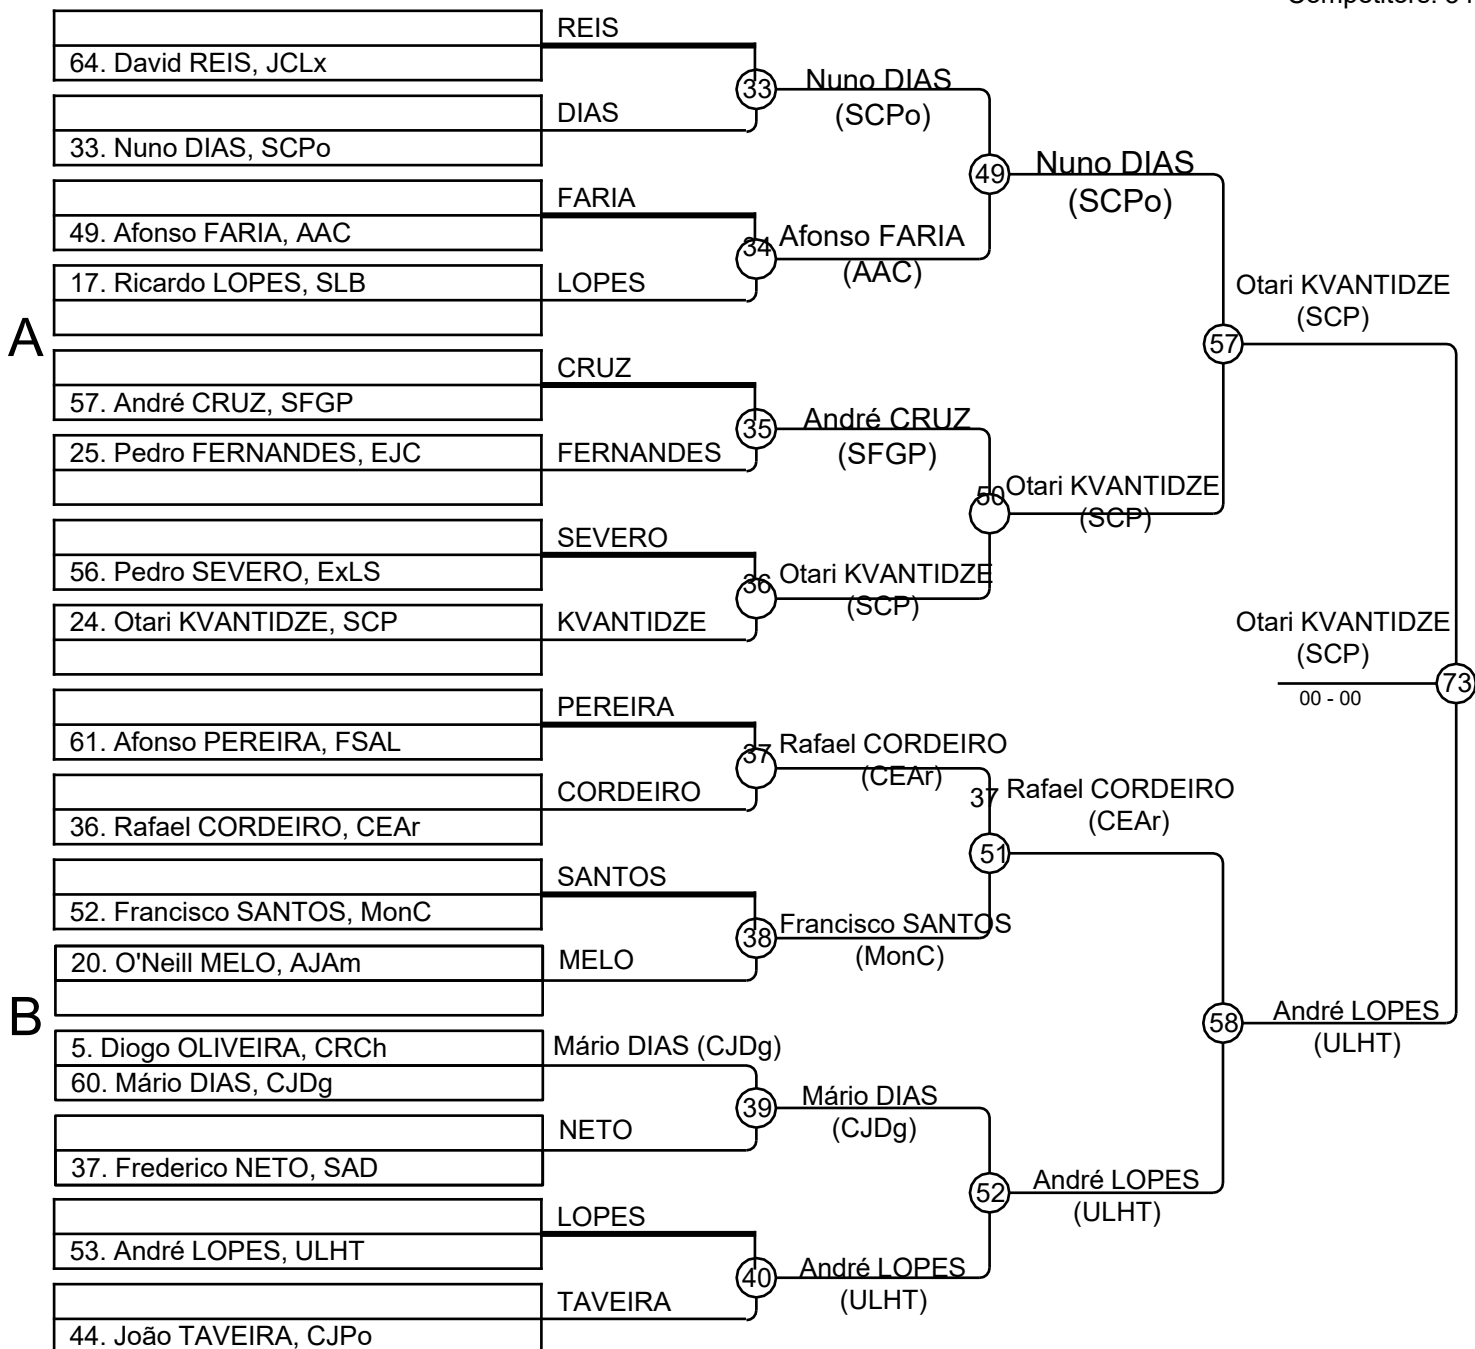 REIS
64. David REIS, JCLx
33
Nuno DIAS
(SCPo)
DIAS
33. Nuno DIAS, SCPo
49
Nuno DIAS
(SCPo)
FARIA
49. Afonso FARIA, AAC
34
Afonso FARIA
(AAC)
17. Ricardo LOPES, SLB
LOPES
Otari KVANTIDZE
(SCP)
A
57
CRUZ
57. André CRUZ, SFGP
35
André CRUZ
(SFGP)
25. Pedro FERNANDES, EJC
FERNANDES
50
Otari KVANTIDZE
(SCP)
SEVERO
56. Pedro SEVERO, ExLS
36
Otari KVANTIDZE
(SCP)
24. Otari KVANTIDZE, SCP
KVANTIDZE
Otari KVANTIDZE
(SCP)
73
00 - 00
PEREIRA
61. Afonso PEREIRA, FSAL
37
Rafael CORDEIRO
(CEAr)
CORDEIRO
36. Rafael CORDEIRO, CEAr
37
Rafael CORDEIRO
(CEAr)
51
SANTOS
52. Francisco SANTOS, MonC
38
Francisco SANTOS
(MonC)
20. O'Neill MELO, AJAm
MELO
B
58
André LOPES
(ULHT)
5. Diogo OLIVEIRA, CRCh
Mário DIAS (CJDg)
60. Mário DIAS, CJDg
39
Mário DIAS
(CJDg)
NETO
37. Frederico NETO, SAD
52
André LOPES
(ULHT)
LOPES
53. André LOPES, ULHT
40
André LOPES
(ULHT)
TAVEIRA
44. João TAVEIRA, CJPo